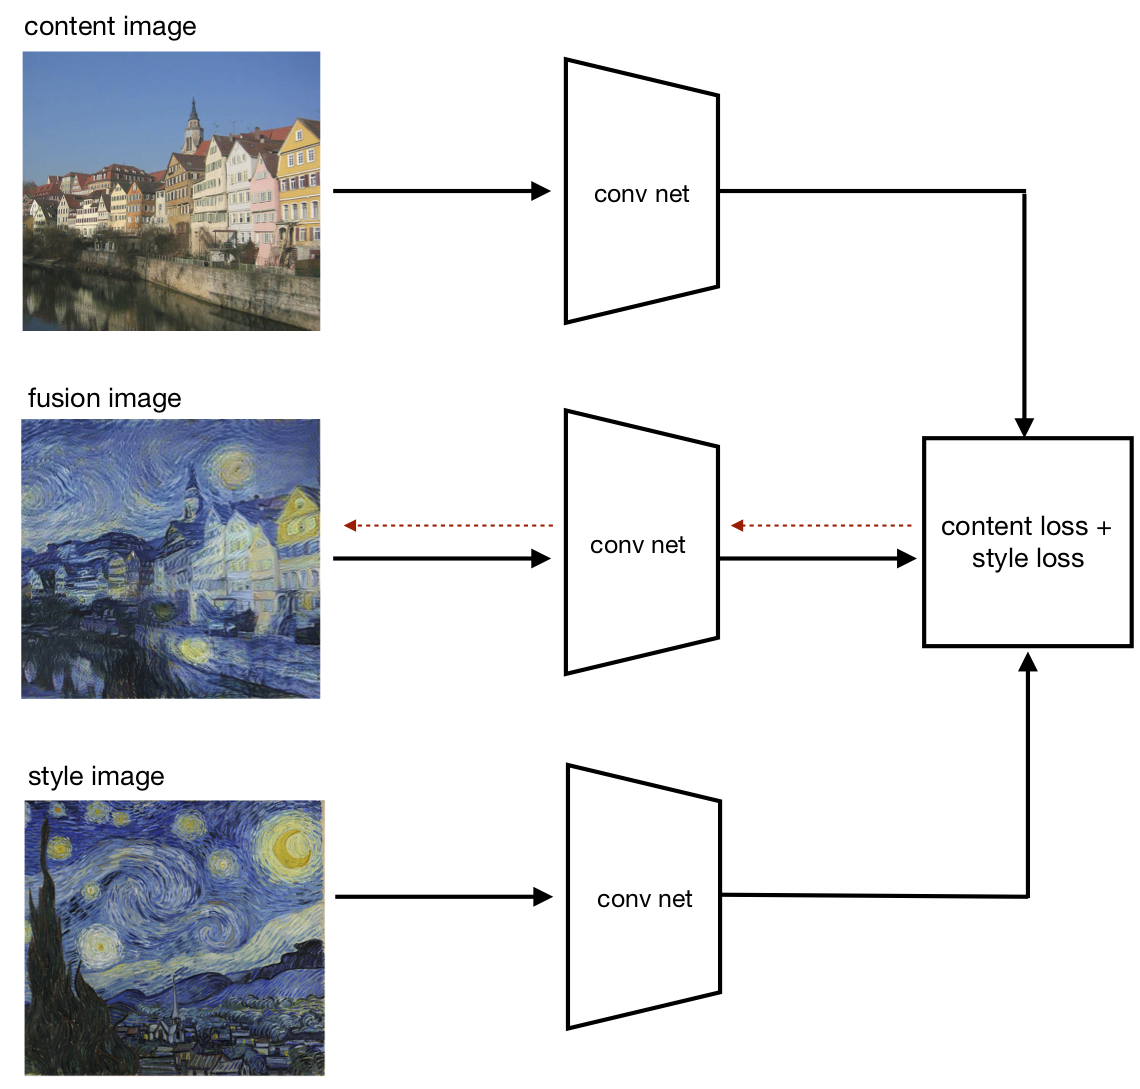 content image
conv net
fusion image
conv net
content loss +
style loss
style image
conv net